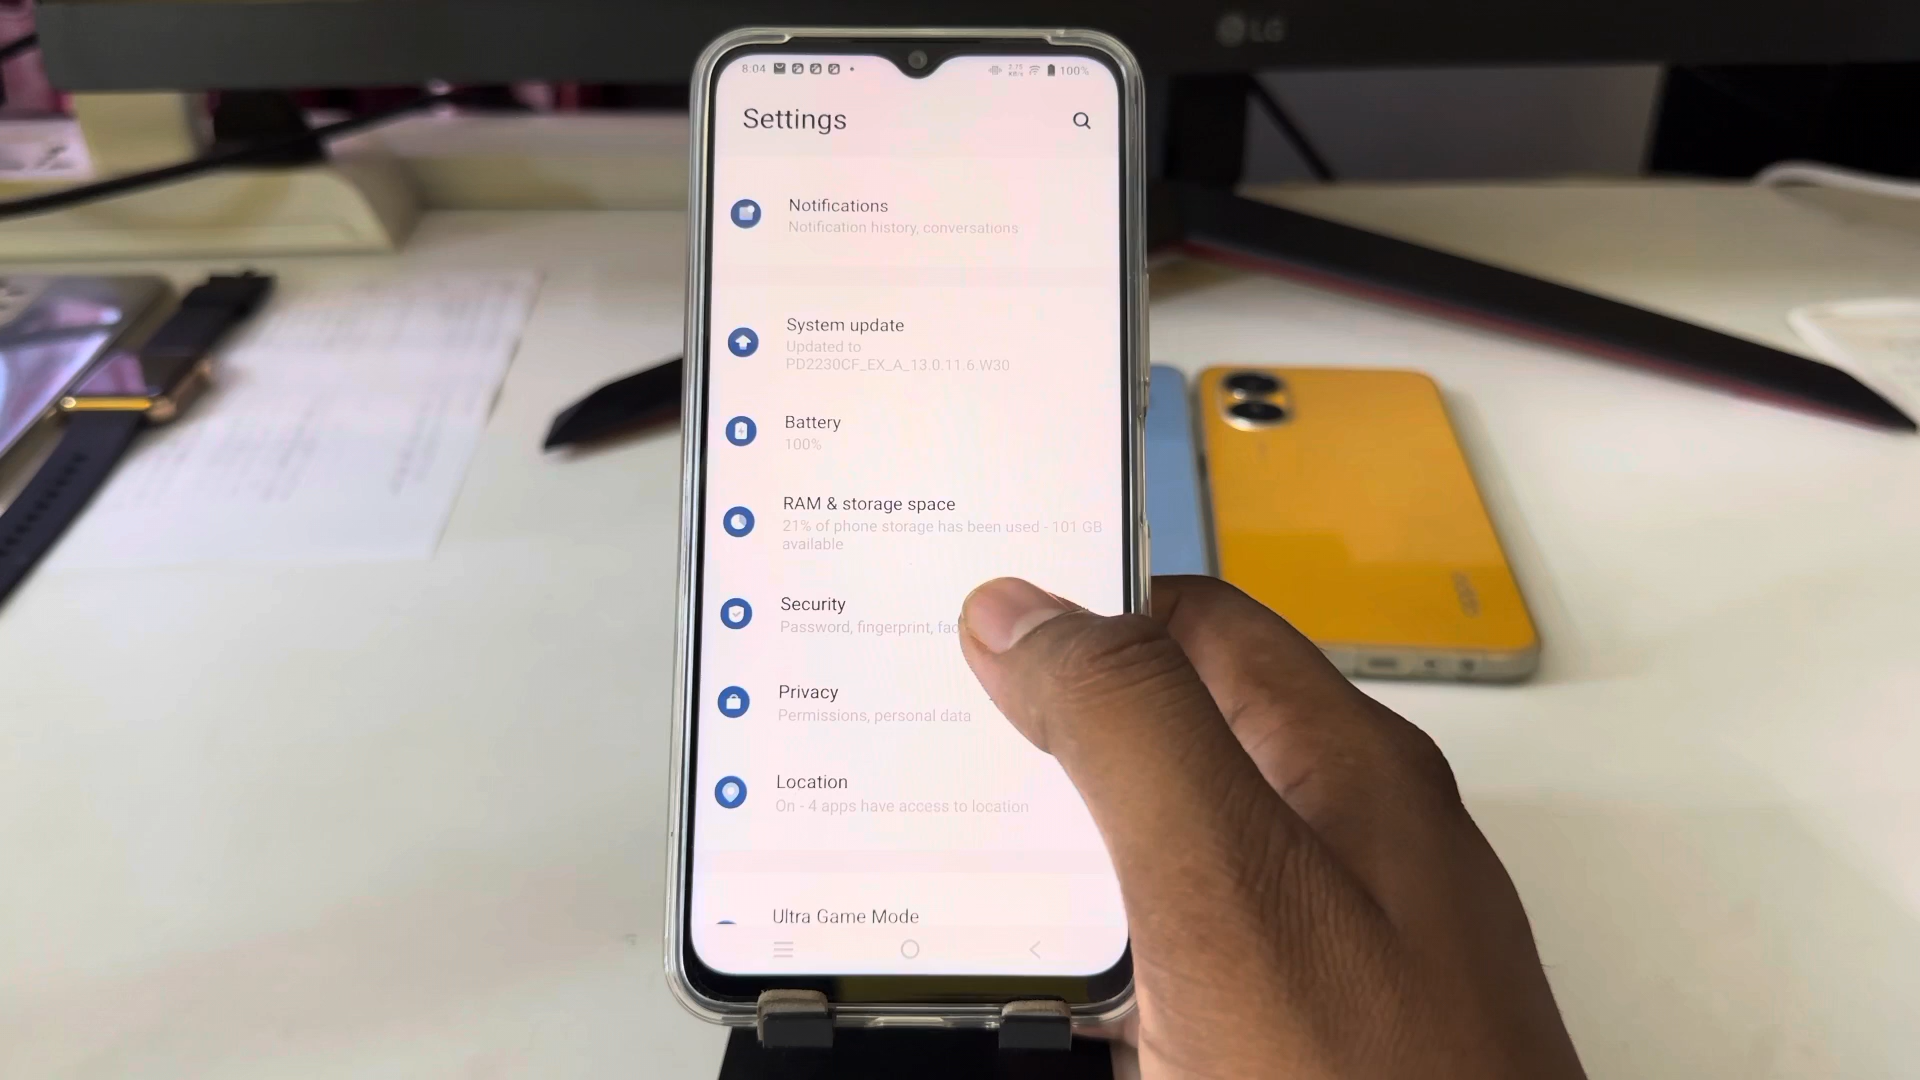 LG
8:04
100%
Settings
Notifications
Notification history, conversations
System update
Updated to
PD2230CF_EX_A_13.0.11.6.W30
Battery
100%
RAM & storage space
21% of phone storage has been used - 101 GB
available
Security
Password, fingerprint, fac
Privacy
Permissions, personal data
Location
On - 4 apps have access to location
Ultra Game Mode
oppo